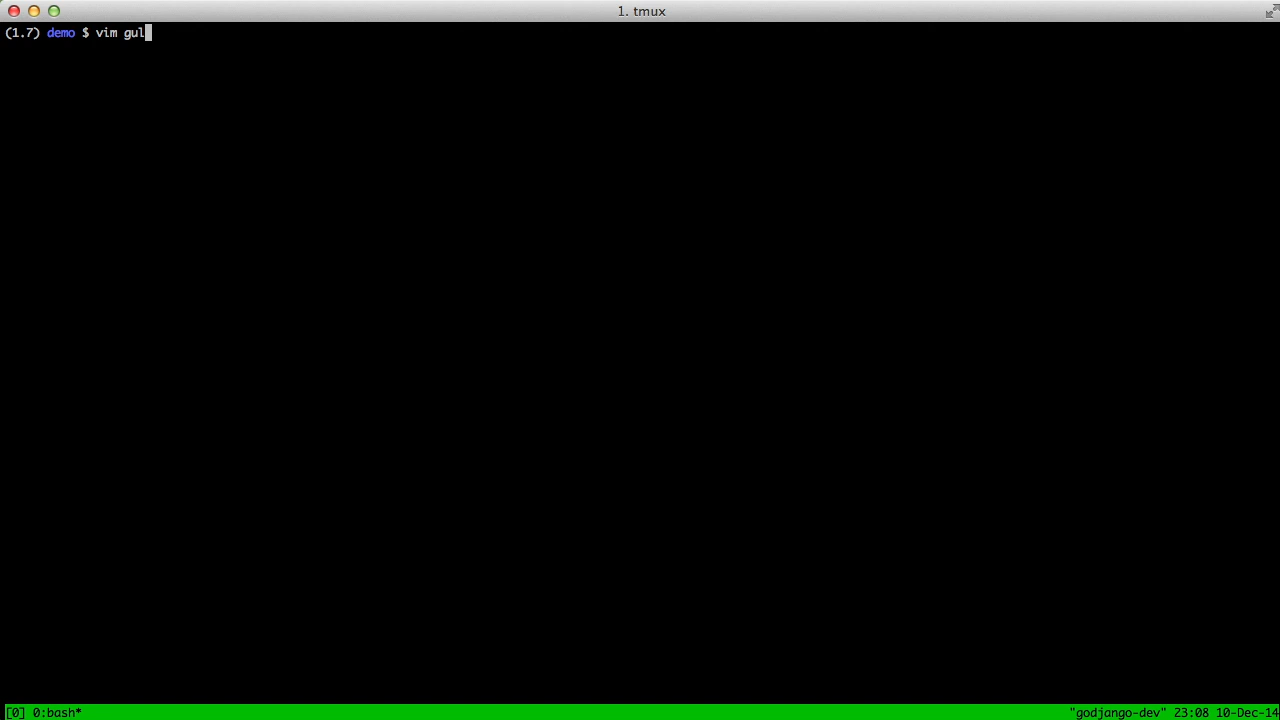 1. tmux
(1.7) demo $ vim gul
[0] 0:bash* "godjango-dev" 23:08 10-Dec-14